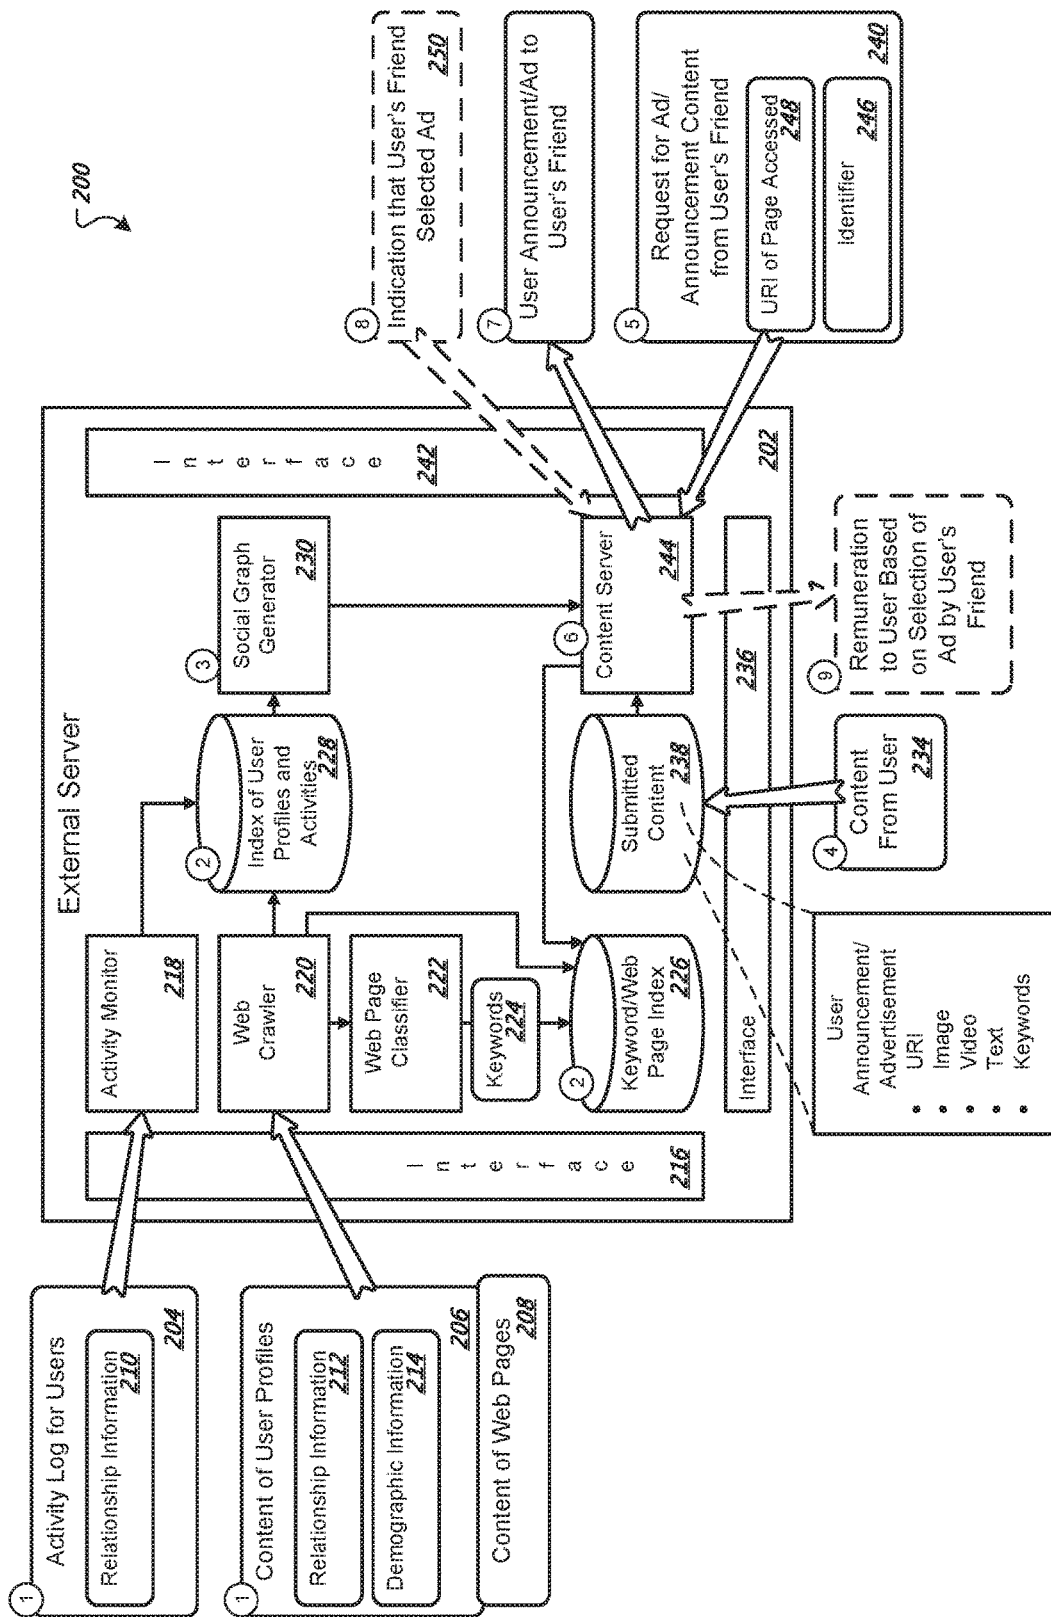 200
1
Activity Log for Users
Relationship Information
210
204
1
Content of User Profiles
Relationship Information
212
Demographic Information
214
206
Content of Web Pages
208
External Server
Interface
216
Activity Monitor
218
Web
Crawler
220
Web Page
Classifier
222
Keywords
224
2
Keyword/Web
Page Index
226
2
Index of User
Profiles and
Activities
228
3
Social Graph
Generator
230
Submitted
Content
238
6
Content Server
244
Interface
242
Interface
236
202
4
Content
From User
234
User
Announcement/
Advertisement
• URI
• Image
• Video
• Text
• Keywords
9
Remuneration
to User Based
on Selection of
Ad by User's
Friend
8
Indication that User's Friend
Selected Ad
250
7
User Announcement/Ad to
User's Friend
5
Request for Ad/
Announcement Content
from User's Friend
URI of Page Accessed
248
Identifier
246
240